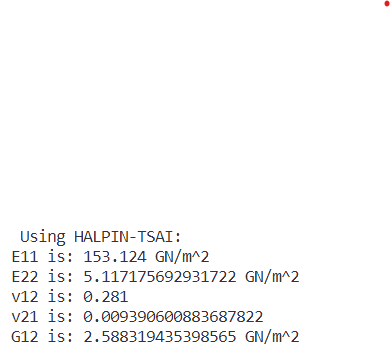 Using HALPIN-TSAI:
E11 is: 153.124 GN/m^2
E22 is: 5.117175692931722 GN/m^2
v12 is: 0.281
v21 is: 0.009390600883687822
G12 is: 2.588319435398565 GN/m^2